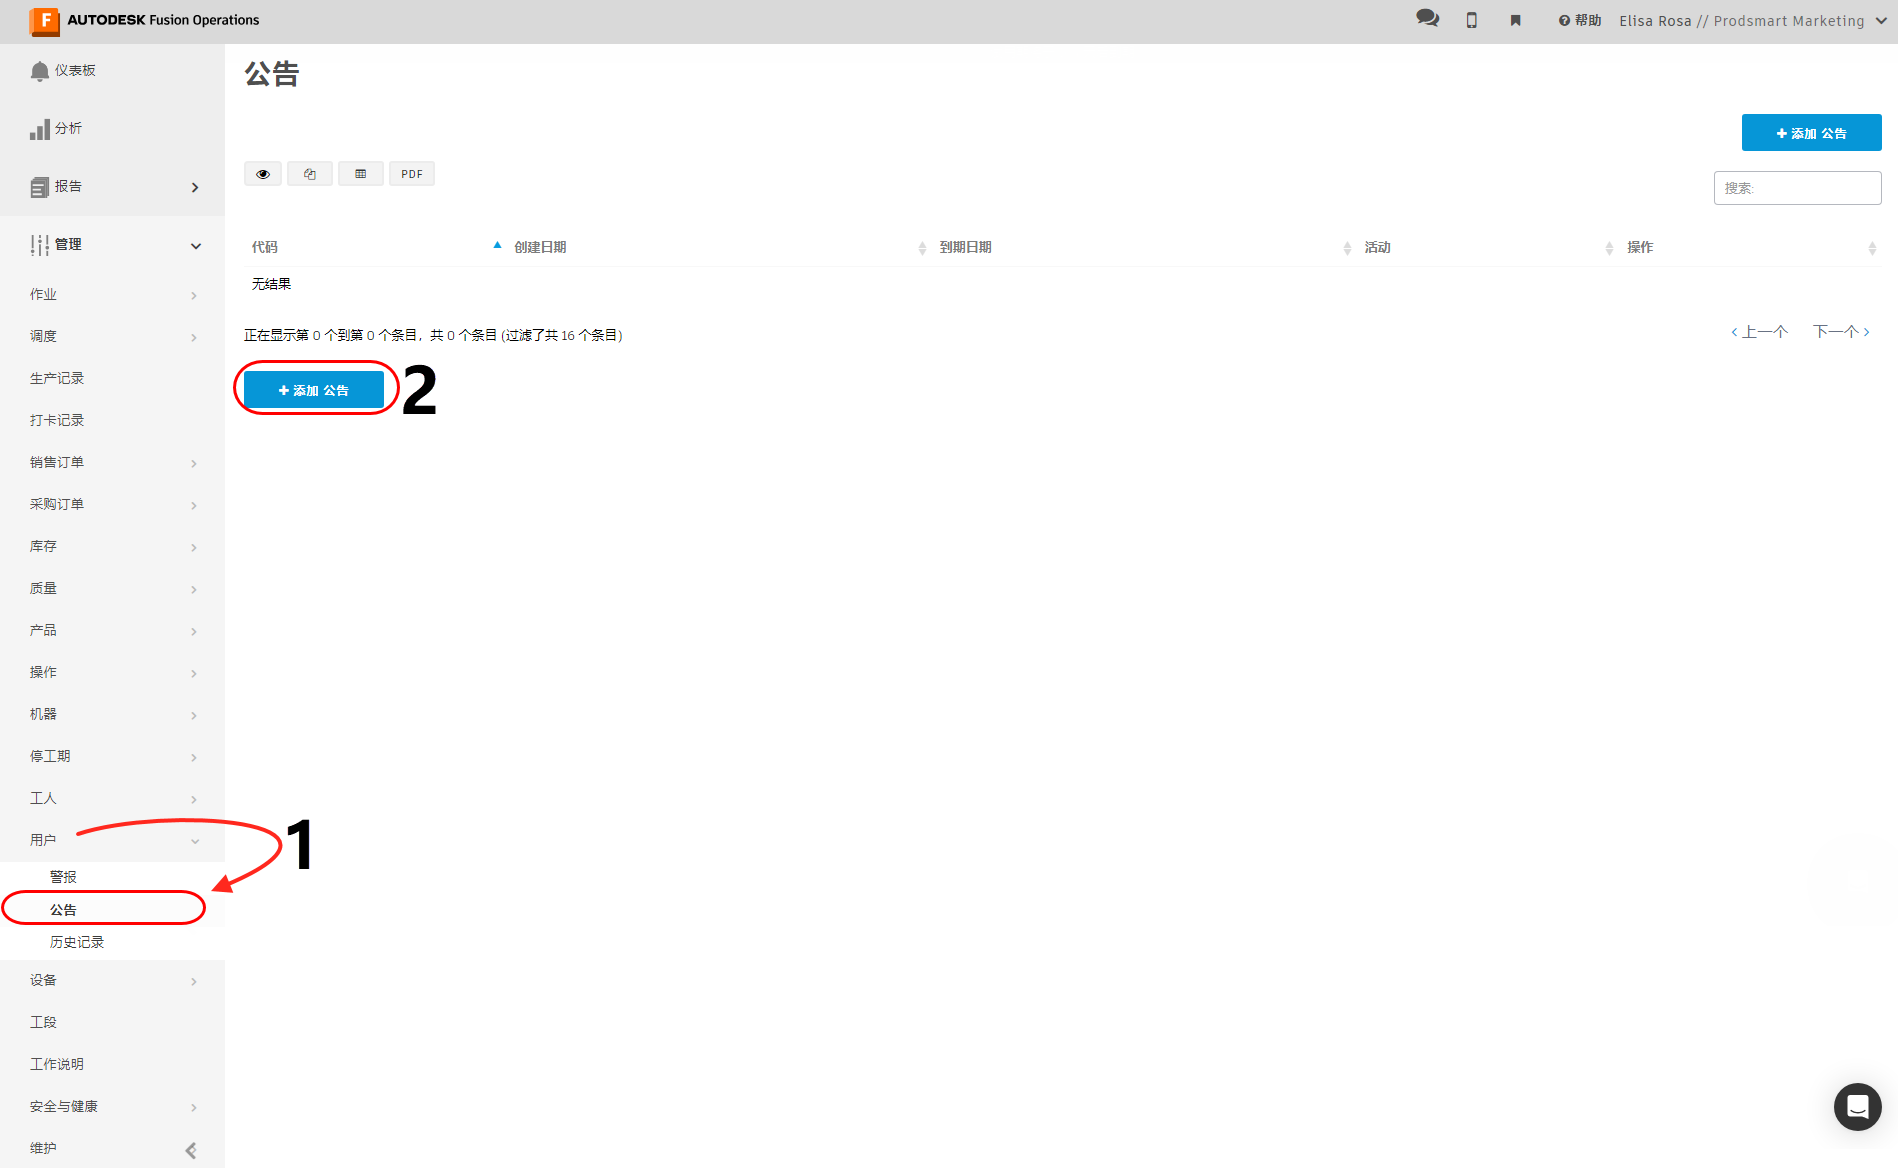 AUTODESK Fusion Operations
帮助
Elisa Rosa // Prodsmart Marketing
仪表板
分析
报告
管理
作业
调度
生产记录
打卡记录
销售订单
采购订单
库存
质量
产品
操作
机器
停工期
工人
用户
警报
公告
历史记录
设备
工段
工作说明
安全与健康
维护
公告
添加 公告
PDF
搜索:
代码 创建日期 到期日期 活动 操作
无结果
正在显示第 0 个到第 0 个条目，共 0 个条目 (过滤了共 16 个条目)
上一个 下一个
添加 公告
2
1